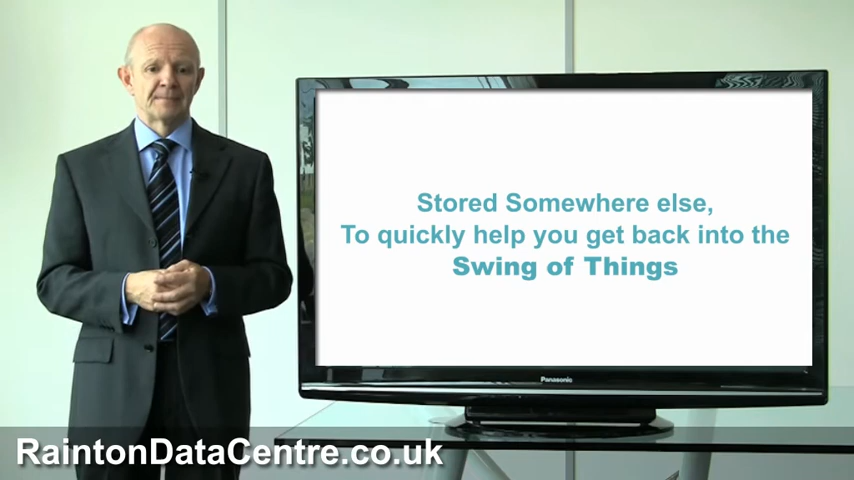 Stored Somewhere else,
To quickly help you get back into the
Swing of Things
Panasonic
RaintonDataCentre.co.uk